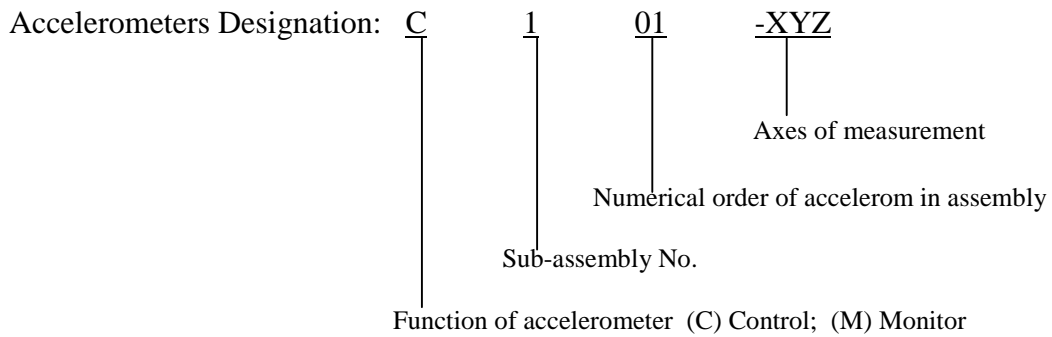 Accelerometers Designation: C 1 01 -XYZ
Axes of measurement
Numerical order of accelerom in assembly
Sub-assembly No.
Function of accelerometer (C) Control; (M) Monitor